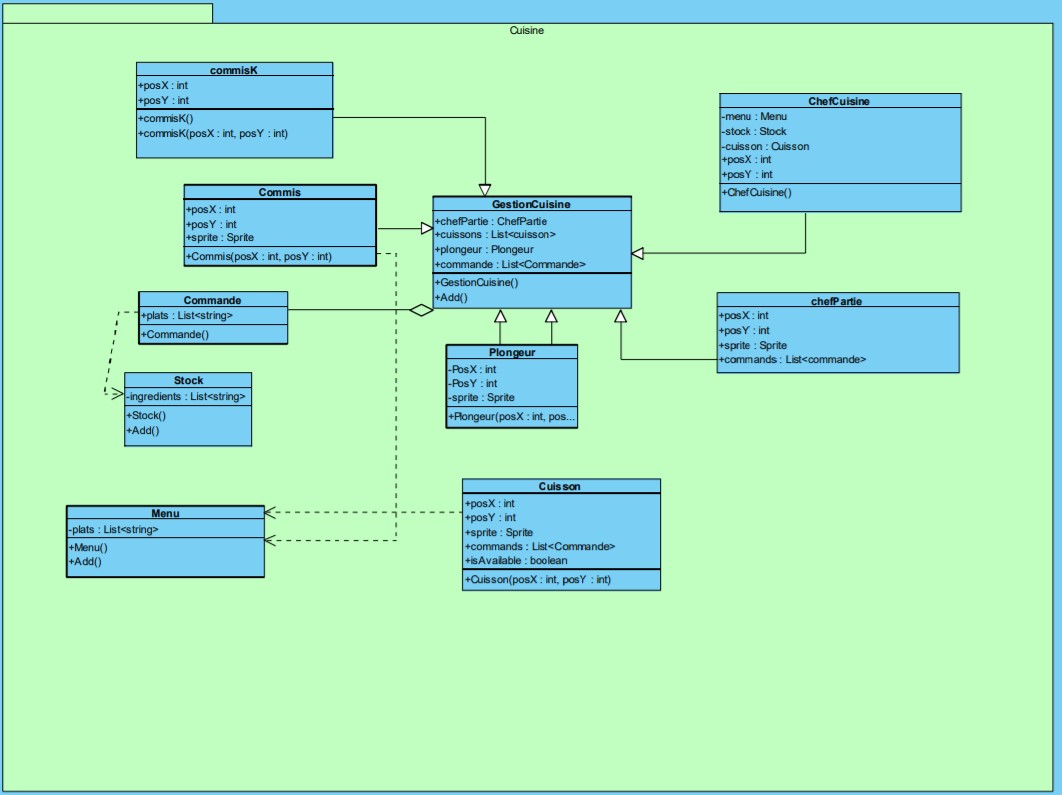 Cuisine
commisK
+posX : int
+posY : int
+commisK()
+commisK(posX : int, posY : int)
ChefCuisine
-menu : Menu
-stock : Stock
-cuisson : Cuisson
+posX : int
+posY : int
+ChefCuisine()
Commis
+posX : int
+posY : int
+sprite : Sprite
+Commis(posX : int, posY : int)
GestionCuisine
+chefPartie : ChefPartie
+cuissons : List<cuisson>
+plongeur : Plongeur
+commande : List<Commande>
+GestionCuisine()
+Add()
Commande
+plats : List<string>
+Commande()
chefPartie
+posX : int
+posY : int
+sprite : Sprite
+commands : List<commande>
Plongeur
-PosX : int
-PosY : int
-sprite : Sprite
+Plongeur(posX : int, pos...
Stock
-ingredients : List<string>
+Stock()
+Add()
Menu
-plats : List<string>
+Menu()
+Add()
Cuisson
+posX : int
+posY : int
+sprite : Sprite
+commands : List<Commande>
+isAvailable : boolean
+Cuisson(posX : int, posY : int)